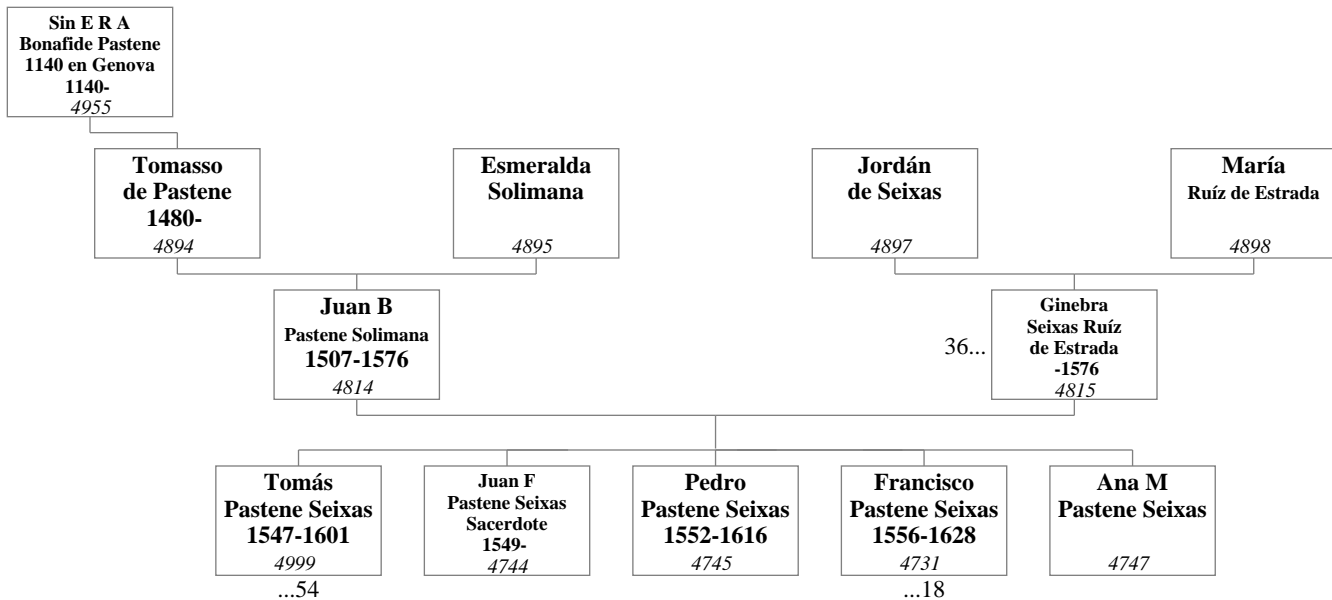 Sin E R A
Bonafide Pastene
1140 en Genova
1140-
4955
Tomasso
de Pastene
1480-
4894
Esmeralda
Solimana
4895
Jordán
de Seixas
4897
María
Ruíz de Estrada
4898
Juan B
Pastene Solimana
1507-1576
4814
36...
Ginebra
Seixas Ruíz
de Estrada
-1576
4815
Tomás
Pastene Seixas
1547-1601
4999
...54
Juan F
Pastene Seixas
Sacerdote
1549-
4744
Pedro
Pastene Seixas
1552-1616
4745
Francisco
Pastene Seixas
1556-1628
4731
...18
Ana M
Pastene Seixas
4747